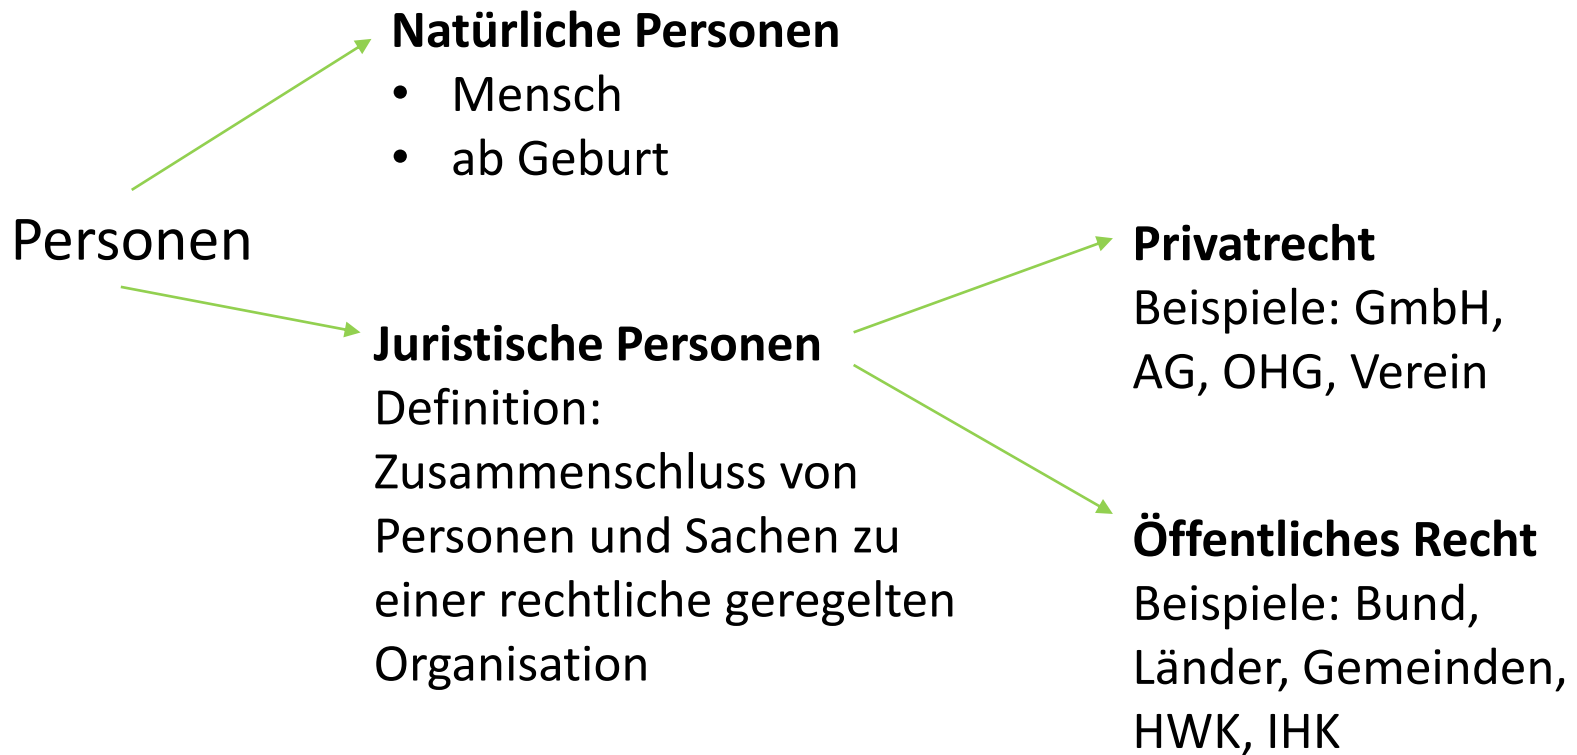 Natürliche Personen
• Mensch
• ab Geburt
Personen
Juristische Personen
Definition:
Zusammenschluss von
Personen und Sachen zu
einer rechtliche geregelten
Organisation
Privatrecht
Beispiele: GmbH,
AG, OHG, Verein
Öffentliches Recht
Beispiele: Bund,
Länder, Gemeinden,
HWK, IHK